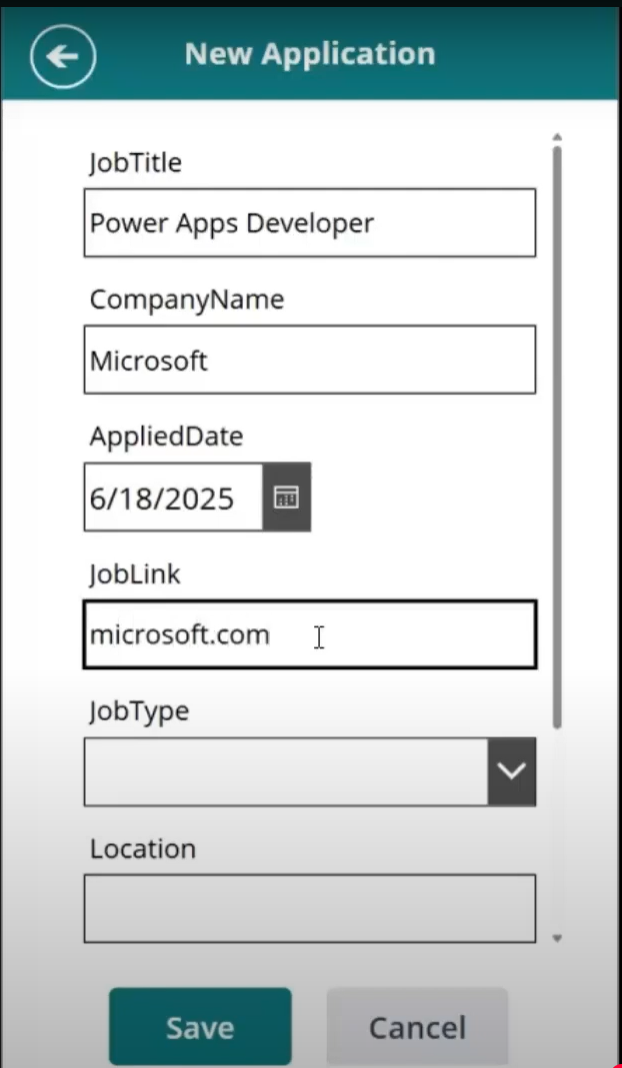 New Application
JobTitle
Power Apps Developer
CompanyName
Microsoft
AppliedDate
6/18/2025
JobLink
microsoft.com
JobType
Location
Save
Cancel